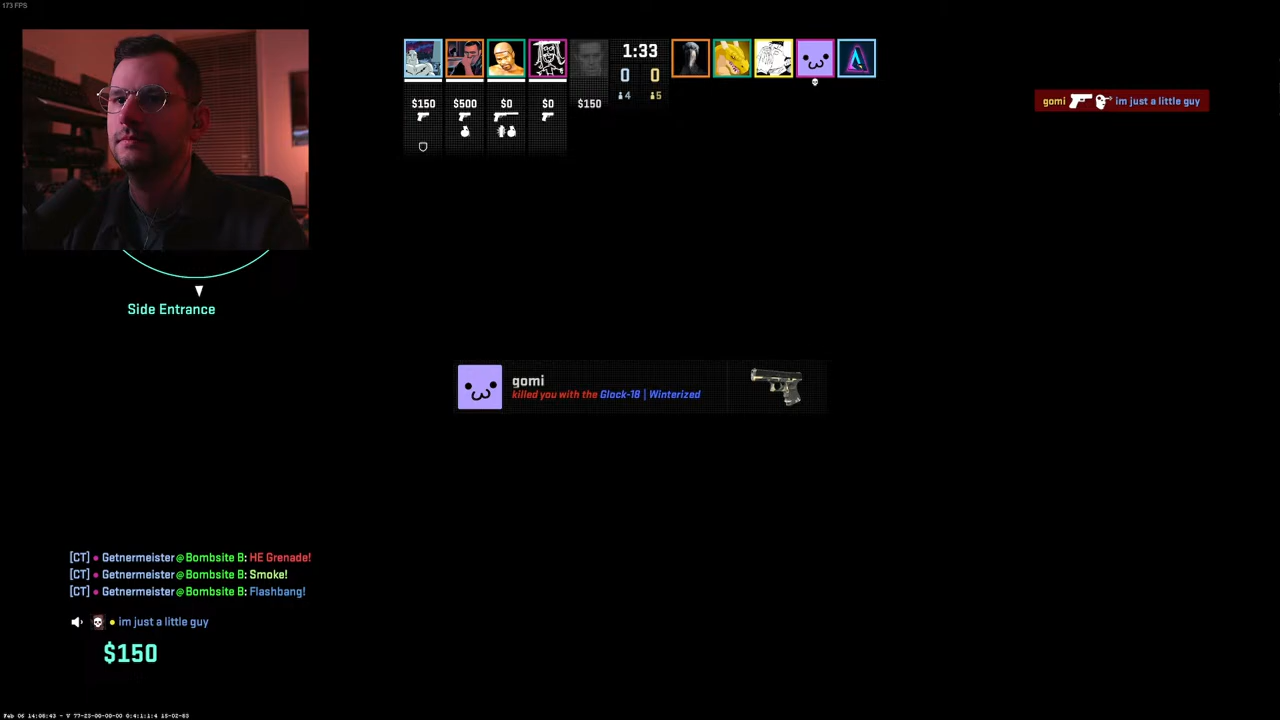 173 FPS
1:33
0 0
4 5
$150 $500 $0 $0 $150
gomi im just a little guy
Side Entrance
gomi
killed you with the Glock-18 | Winterized
[CT] Getnermeister@Bombsite B: HE Grenade!
[CT] Getnermeister@Bombsite B: Smoke!
[CT] Getnermeister@Bombsite B: Flashbang!
im just a little guy
$150